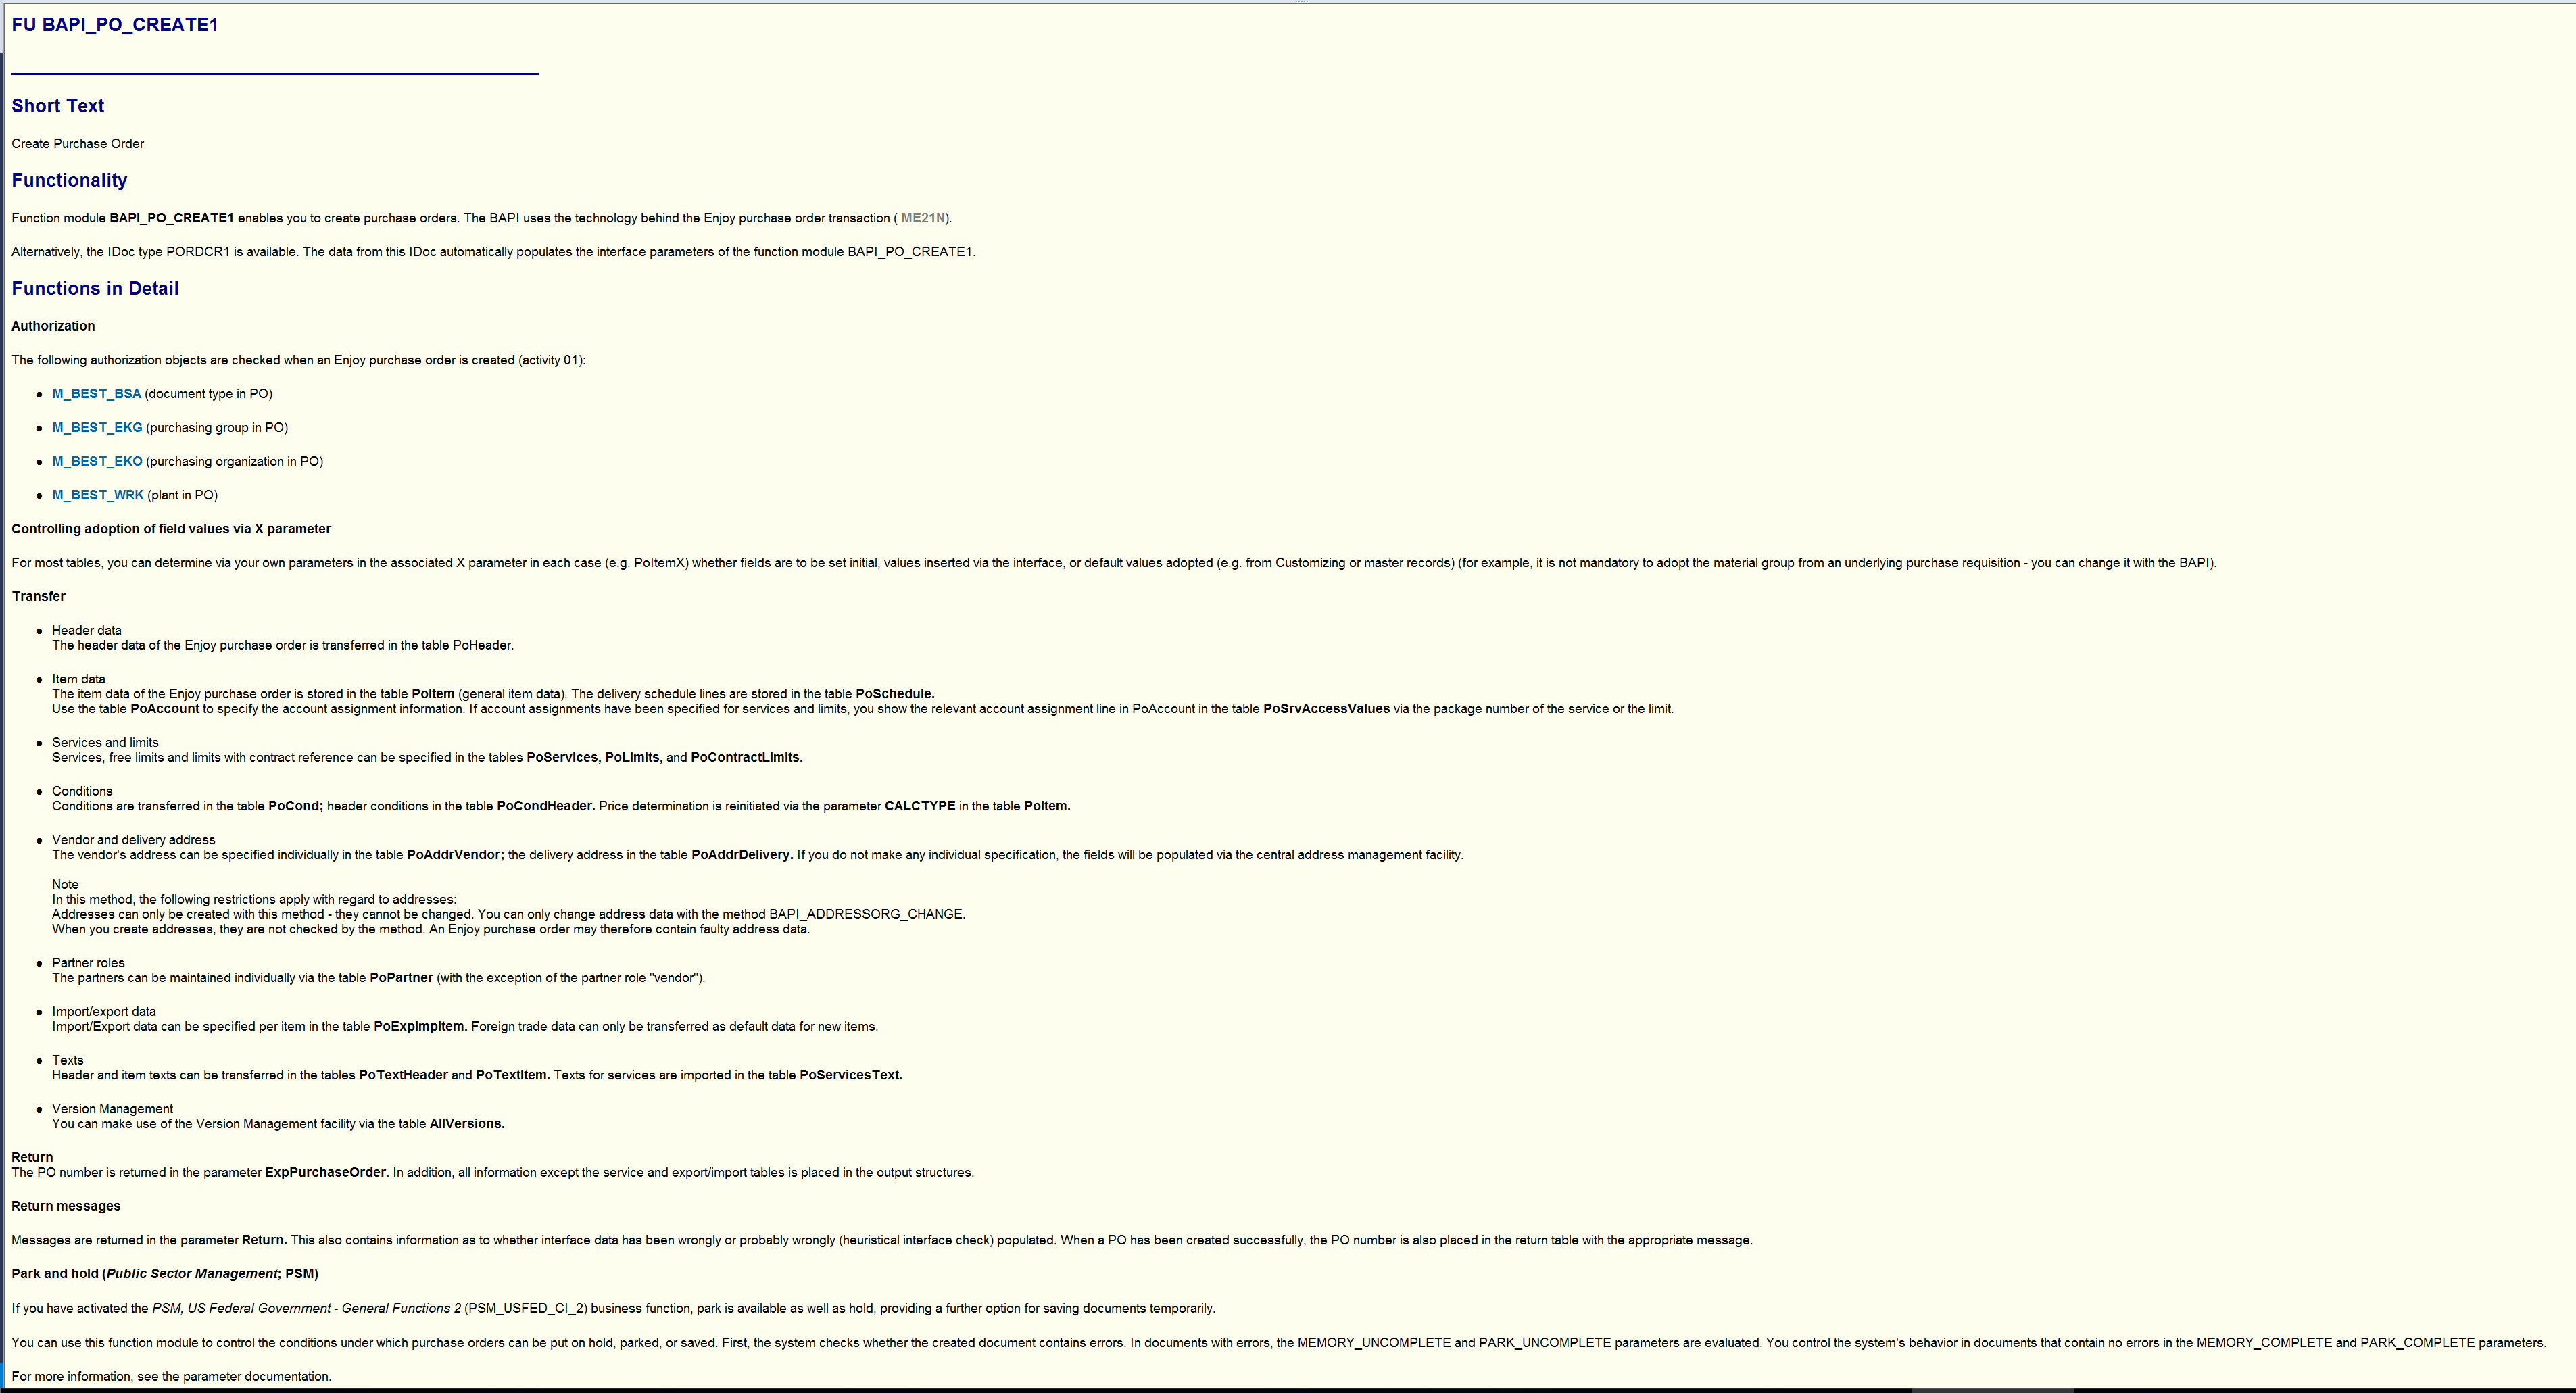 FU BAPI_PO_CREATE1
Short Text
Create Purchase Order
Functionality
Function module BAPI_PO_CREATE1 enables you to create purchase orders. The BAPI uses the technology behind the Enjoy purchase order transaction ( ME21N).
Alternatively, the IDoc type PORDCR1 is available. The data from this IDoc automatically populates the interface parameters of the function module BAPI_PO_CREATE1.
Functions in Detail
Authorization
The following authorization objects are checked when an Enjoy purchase order is created (activity 01):
• M_BEST_BSA (document type in PO)
• M_BEST_EKG (purchasing group in PO)
• M_BEST_EKO (purchasing organization in PO)
• M_BEST_WRK (plant in PO)
Controlling adoption of field values via X parameter
For most tables, you can determine via your own parameters in the associated X parameter in each case (e.g. PoItemX) whether fields are to be set initial, values inserted via the interface, or default values adopted (e.g. from Customizing or master records) (for example, it is not mandatory to adopt the material group from an underlying purchase requisition - you can change it with the BAPI).
Transfer
• Header data
The header data of the Enjoy purchase order is transferred in the table PoHeader.
• Item data
The item data of the Enjoy purchase order is stored in the table PoItem (general item data). The delivery schedule lines are stored in the table PoSchedule.
Use the table PoAccount to specify the account assignment information. If account assignments have been specified for services and limits, you show the relevant account assignment line in PoAccount in the table PoSrvAccessValues via the package number of the service or the limit.
• Services and limits
Services, free limits and limits with contract reference can be specified in the tables PoServices, PoLimits, and PoContractLimits.
• Conditions
Conditions are transferred in the table PoCond; header conditions in the table PoCondHeader. Price determination is reinitiated via the parameter CALCTYPE in the table PoItem.
• Vendor and delivery address
The vendor's address can be specified individually in the table PoAddrVendor; the delivery address in the table PoAddrDelivery. If you do not make any individual specification, the fields will be populated via the central address management facility.
Note
In this method, the following restrictions apply with regard to addresses:
Addresses can only be created with this method - they cannot be changed. You can only change address data with the method BAPI_ADDRESSORG_CHANGE.
When you create addresses, they are not checked by the method. An Enjoy purchase order may therefore contain faulty address data.
• Partner roles
The partners can be maintained individually via the table PoPartner (with the exception of the partner role "vendor").
• Import/export data
Import/Export data can be specified per item in the table PoExpImpItem. Foreign trade data can only be transferred as default data for new items.
• Texts
Header and item texts can be transferred in the tables PoTextHeader and PoTextItem. Texts for services are imported in the table PoServicesText.
• Version Management
You can make use of the Version Management facility via the table AllVersions.
Return
The PO number is returned in the parameter ExpPurchaseOrder. In addition, all information except the service and export/import tables is placed in the output structures.
Return messages
Messages are returned in the parameter Return. This also contains information as to whether interface data has been wrongly or probably wrongly (heuristical interface check) populated. When a PO has been created successfully, the PO number is also placed in the return table with the appropriate message.
Park and hold (Public Sector Management; PSM)
If you have activated the PSM, US Federal Government - General Functions 2 (PSM_USFED_CI_2) business function, park is available as well as hold, providing a further option for saving documents temporarily.
You can use this function module to control the conditions under which purchase orders can be put on hold, parked, or saved. First, the system checks whether the created document contains errors. In documents with errors, the MEMORY_UNCOMPLETE and PARK_UNCOMPLETE parameters are evaluated. You control the system's behavior in documents that contain no errors in the MEMORY_COMPLETE and PARK_COMPLETE parameters.
For more information, see the parameter documentation.